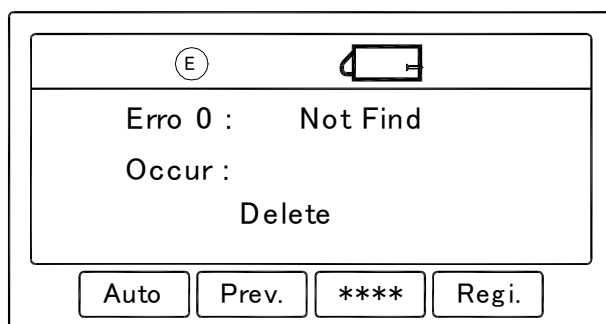 E
Erro 0 : Not Find
Occur :
Delete
Auto Prev. **** Regi.